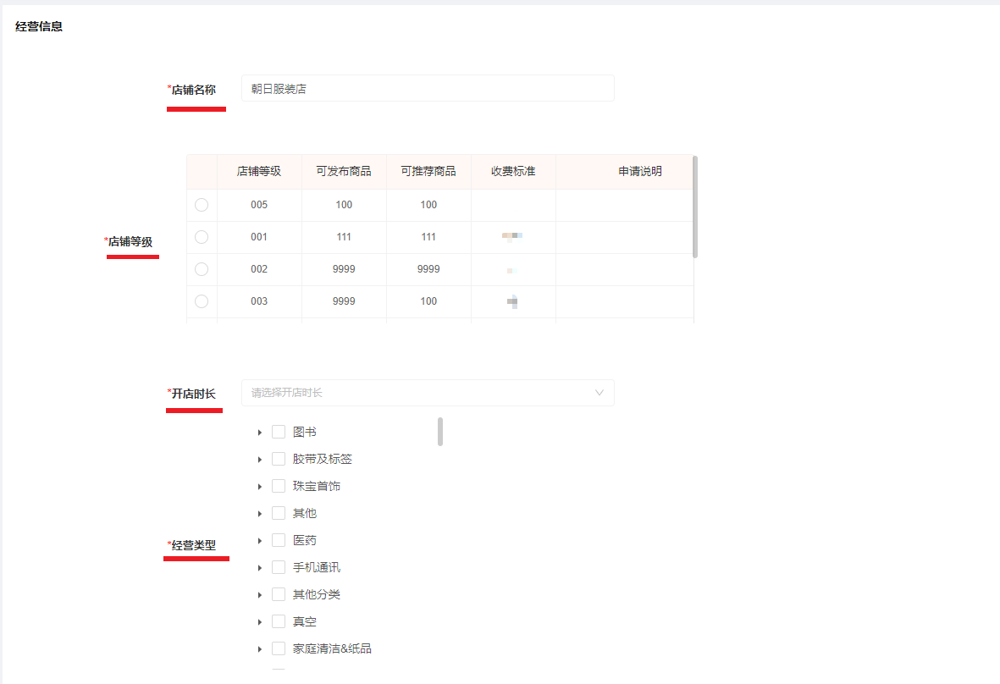 经营信息
*店铺名称 朝日服装店
店铺等级 可发布商品 可推荐商品 收费标准 申请说明
005 100 100
*店铺等级
001 111 111
002 9999 9999
003 9999 100
*开店时长 请选择开店时长
图书
胶带及标签
珠宝首饰
其他
医药
*经营类型
手机通讯
其他分类
真空
家庭清洁&纸品